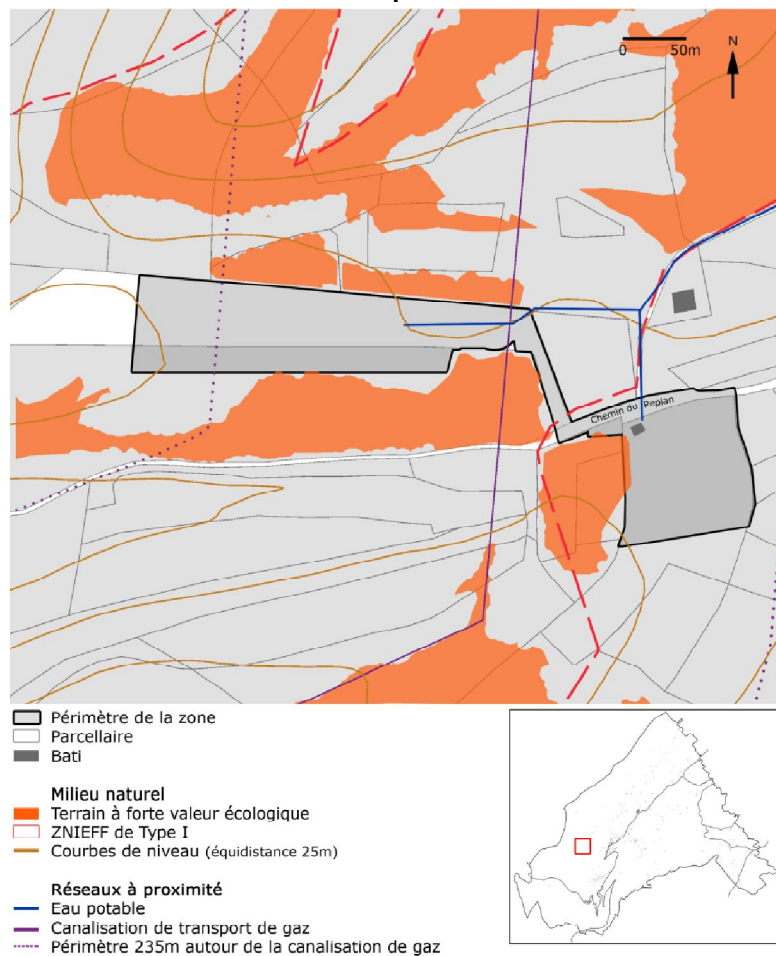 0 50m
N
Chemin du Replan
Périmètre de la zone
Parcellaire
Bati
Milieu naturel
Terrain à forte valeur écologique
ZNIEFF de Type I
Courbes de niveau (équidistance 25m)
Réseaux à proximité
Eau potable
Canalisation de transport de gaz
Périmètre 235m autour de la canalisation de gaz